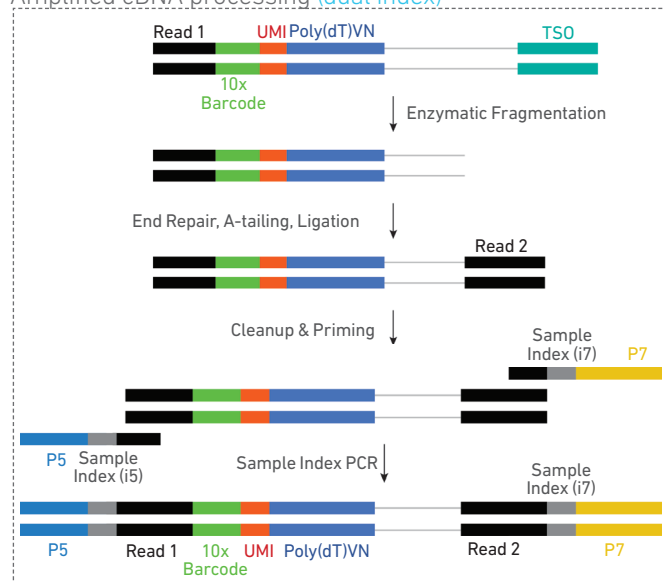 Amplified cDNA processing (dual index)
Read 1 UMI Poly(dT)VN TSO
10x
Barcode
Enzymatic Fragmentation
End Repair, A-tailing, Ligation
Read 2
Cleanup & Priming
Sample
Index (i7) P7
P5 Sample
Index (i5)
Sample Index PCR
Sample
Index (i7)
P5 Read 1 10x
Barcode UMI Poly(dT)VN Read 2 P7